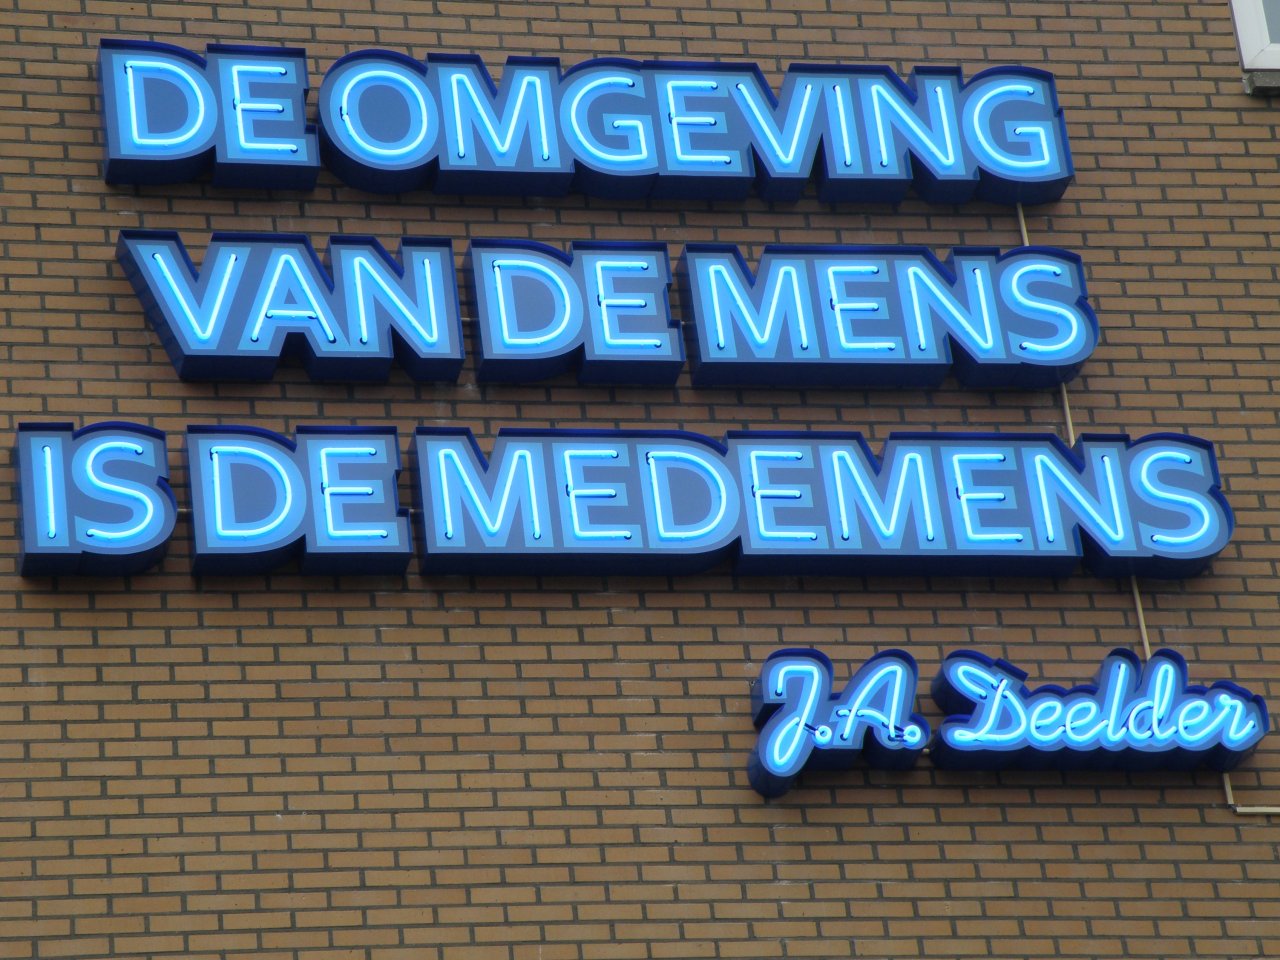 DE OMGEVING
VAN DE MENS
IS DE MEDEMENS
J.A. Deelder